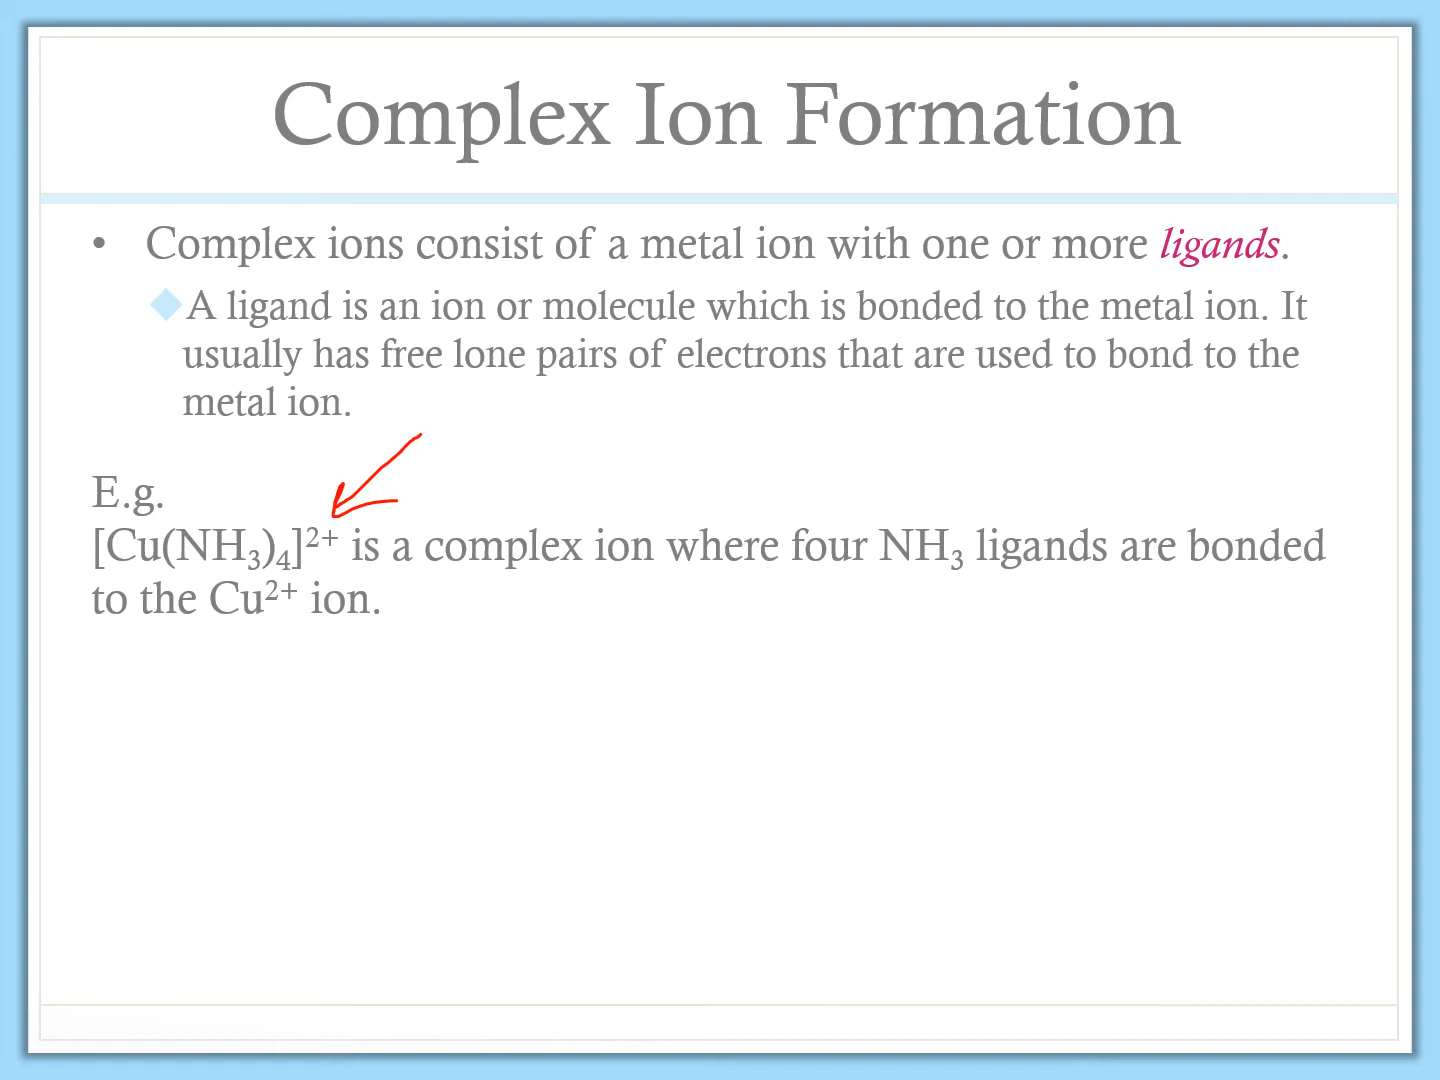 Complex Ion Formation
• Complex ions consist of a metal ion with one or more ligands.
◆A ligand is an ion or molecule which is bonded to the metal ion. It
usually has free lone pairs of electrons that are used to bond to the
metal ion.
E.g.
[Cu(NH₃)₄]²⁺ is a complex ion where four NH₃ ligands are bonded
to the Cu²⁺ ion.